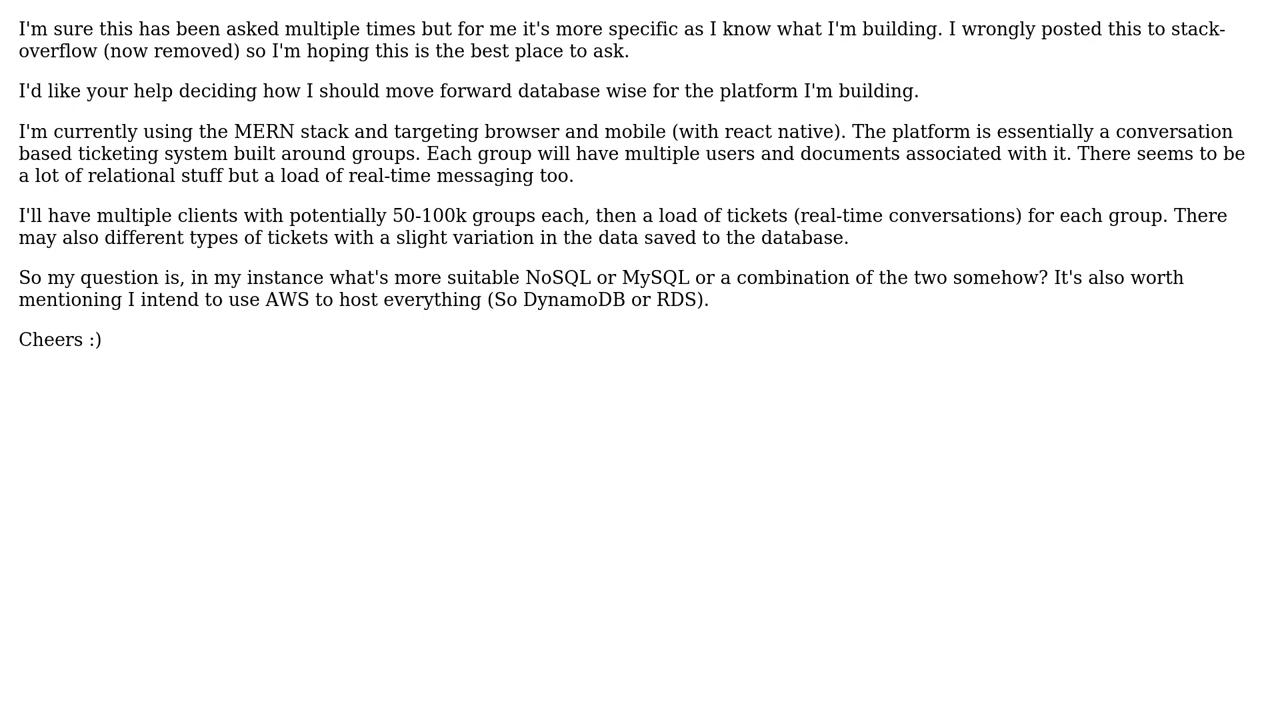 I'm sure this has been asked multiple times but for me it's more specific as I know what I'm building. I wrongly posted this to stack-
overflow (now removed) so I'm hoping this is the best place to ask.
I'd like your help deciding how I should move forward database wise for the platform I'm building.
I'm currently using the MERN stack and targeting browser and mobile (with react native). The platform is essentially a conversation
based ticketing system built around groups. Each group will have multiple users and documents associated with it. There seems to be
a lot of relational stuff but a load of real-time messaging too.
I'll have multiple clients with potentially 50-100k groups each, then a load of tickets (real-time conversations) for each group. There
may also different types of tickets with a slight variation in the data saved to the database.
So my question is, in my instance what's more suitable NoSQL or MySQL or a combination of the two somehow? It's also worth
mentioning I intend to use AWS to host everything (So DynamoDB or RDS).
Cheers :)